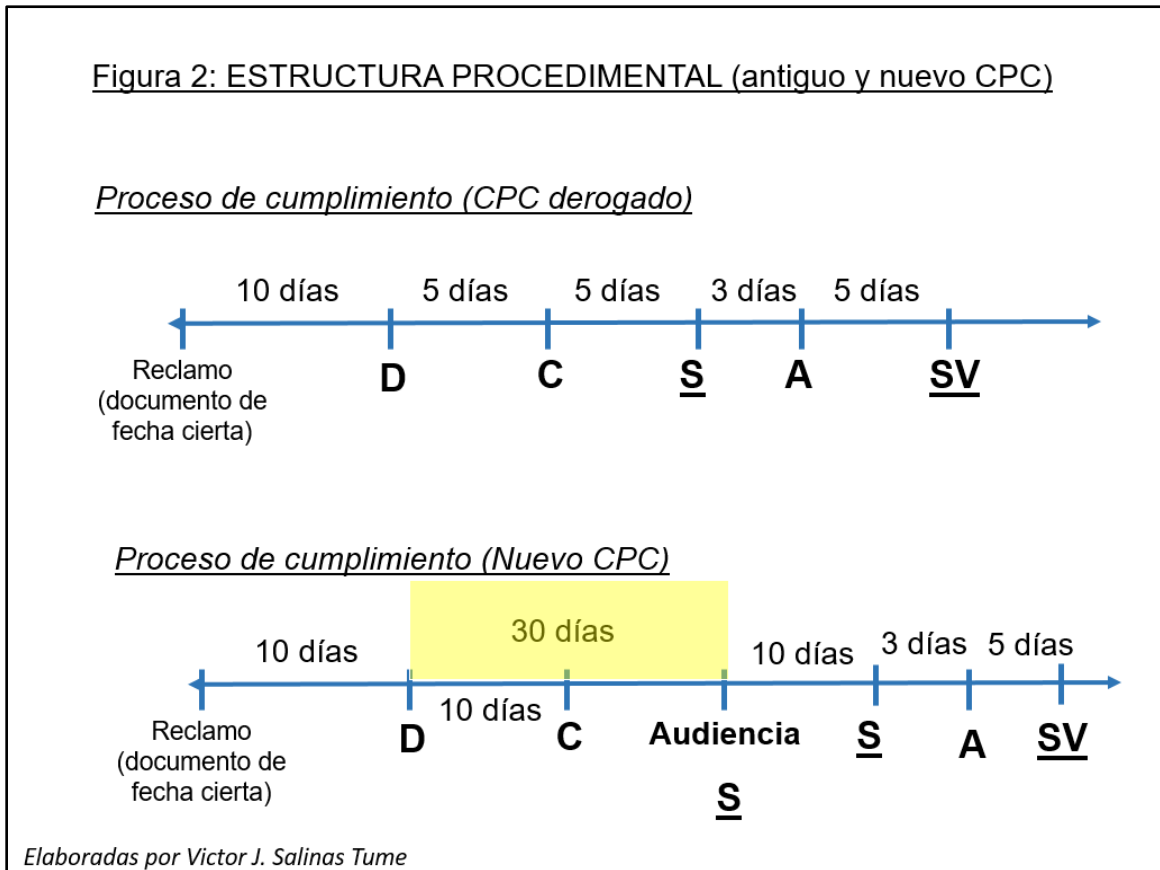 Figura 2: ESTRUCTURA PROCEDIMENTAL (antiguo y nuevo CPC)
Proceso de cumplimiento (CPC derogado)
10 días 5 días 5 días 3 días 5 días
Reclamo
(documento de
fecha cierta)
D C S A SV
Proceso de cumplimiento (Nuevo CPC)
30 días
10 días 10 días 3 días 5 días
10 días
Reclamo
(documento de
fecha cierta)
D C Audiencia S A SV
S
Elaboradas por Victor J. Salinas Tume